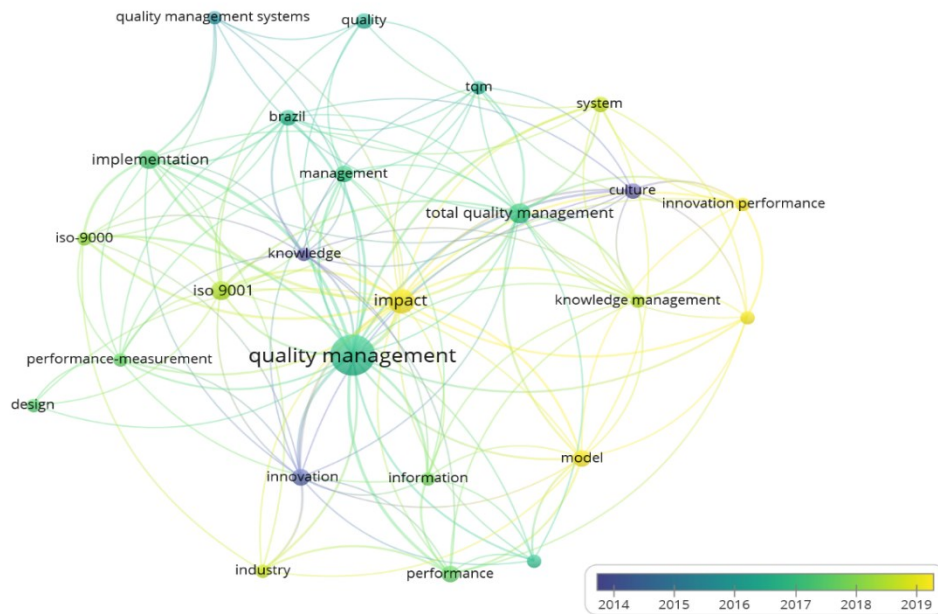 quality management systems
quality
tqm
system
brazil
implementation
management
culture
innovation performance
total quality management
iso-9000
knowledge
iso 9001
impact
knowledge management
quality management
performance-measurement
design
model
innovation
information
industry
performance
2014 2015 2016 2017 2018 2019